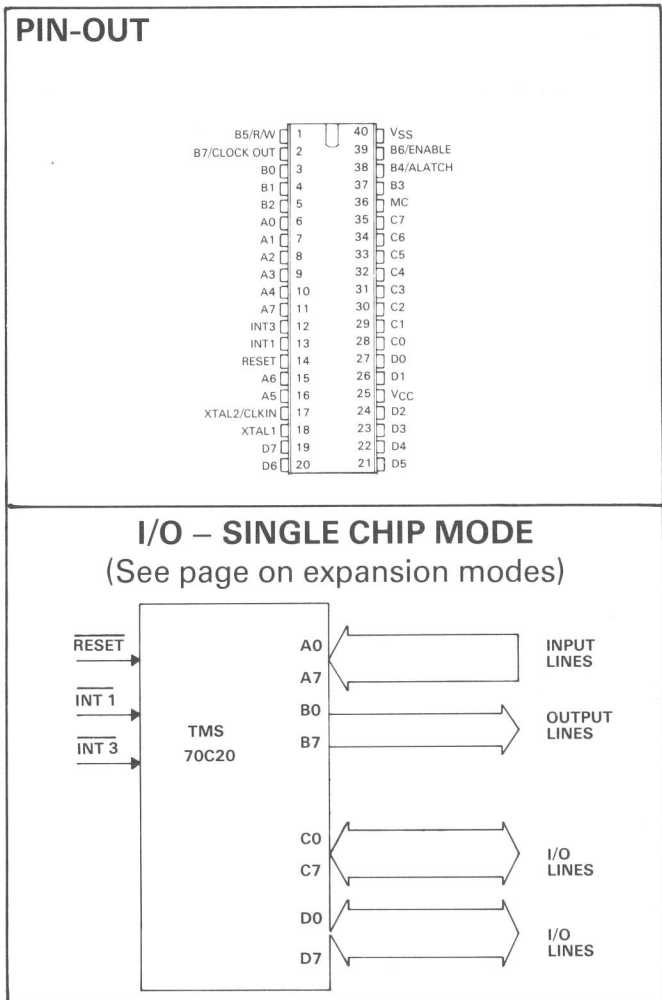 PIN-OUT
B5/R/W 1 40 VSS
B7/CLOCK OUT 2 39 B6/ENABLE
B0 3 38 B4/ALATCH
B1 4 37 B3
B2 5 36 MC
A0 6 35 C7
A1 7 34 C6
A2 8 33 C5
A3 9 32 C4
A4 10 31 C3
A7 11 30 C2
INT3 12 29 C1
INT1 13 28 C0
RESET 14 27 D0
A6 15 26 D1
A5 16 25 VCC
XTAL2/CLKIN 17 24 D2
XTAL1 18 23 D3
D7 19 22 D4
D6 20 21 D5
I/O – SINGLE CHIP MODE
(See page on expansion modes)
RESET
INT 1
INT 3
TMS
70C20
A0
A7
INPUT
LINES
B0
B7
OUTPUT
LINES
C0
C7
I/O
LINES
D0
D7
I/O
LINES